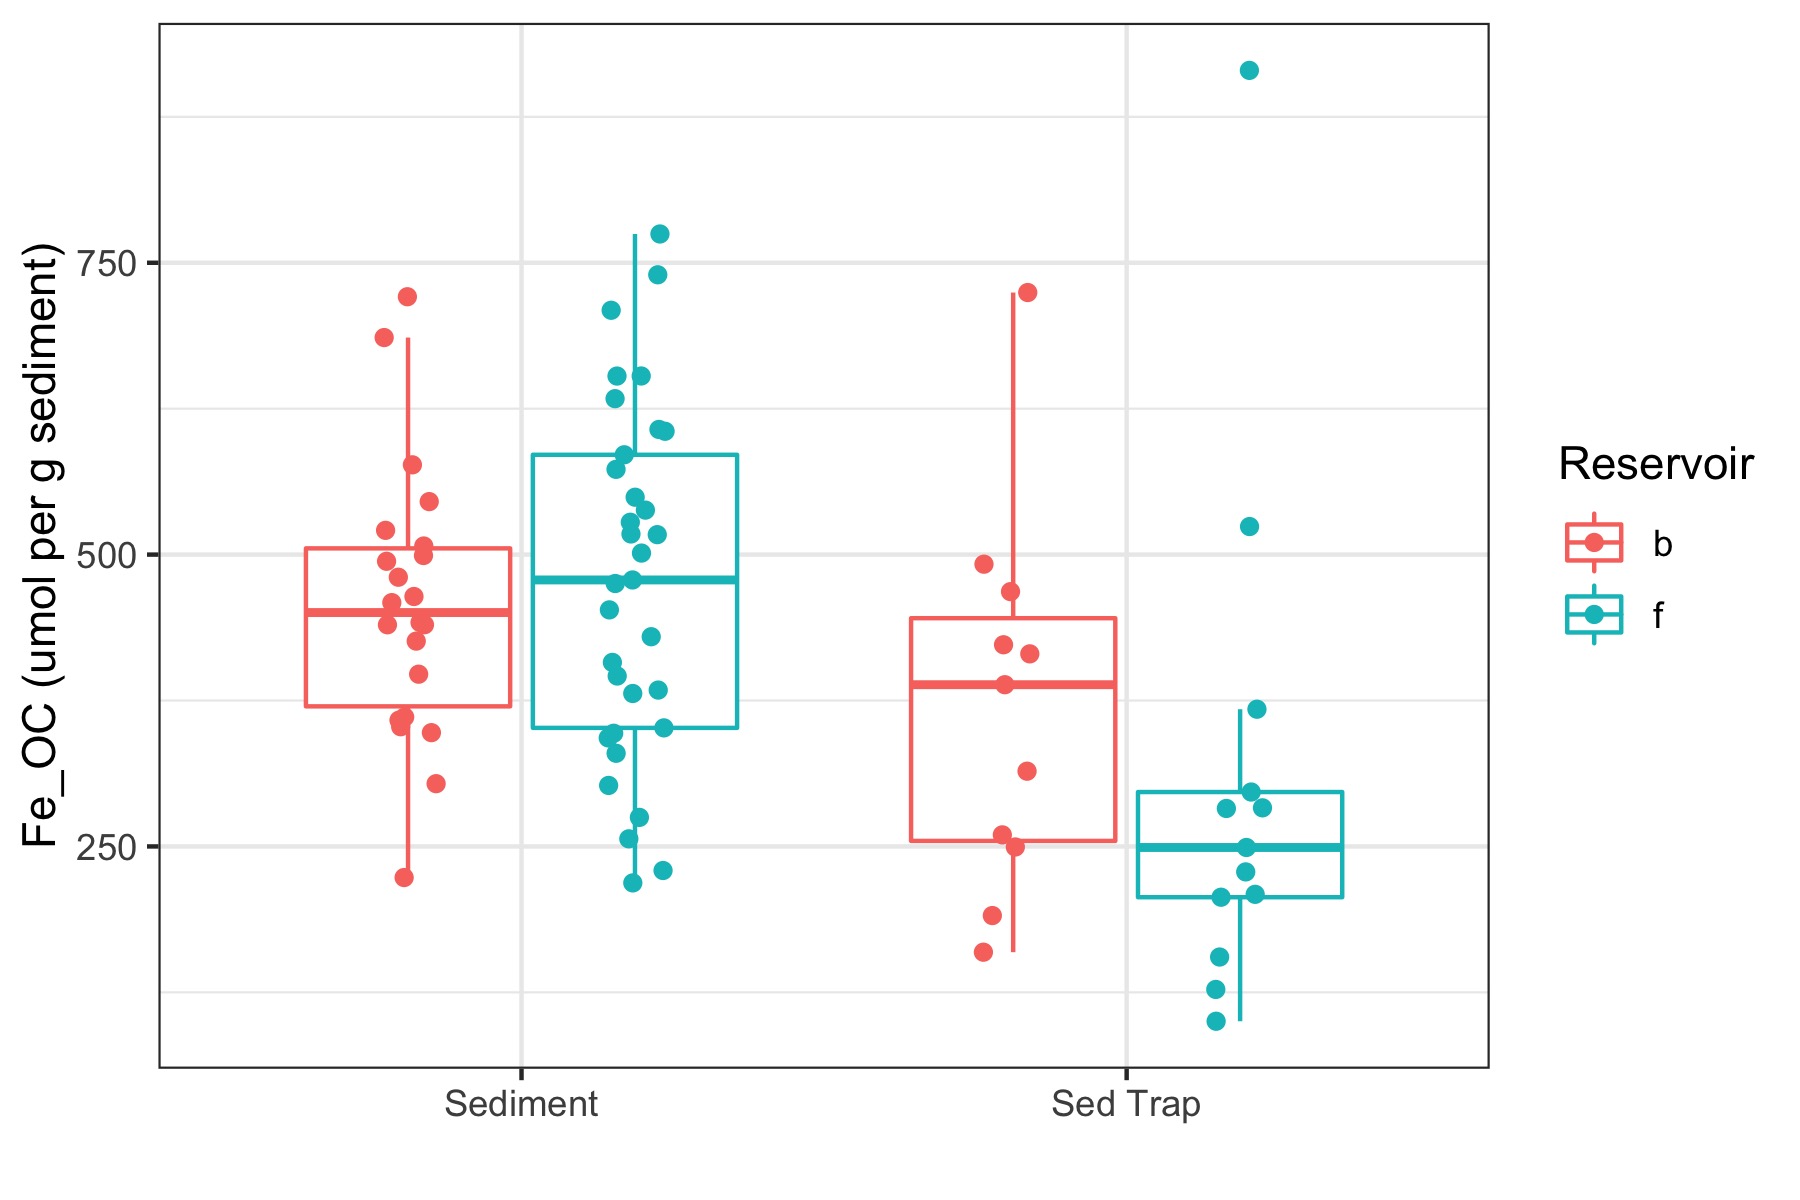 Fe_OC (umol per g sediment)
750
500
250
Sediment
Sed Trap
Reservoir
b
f